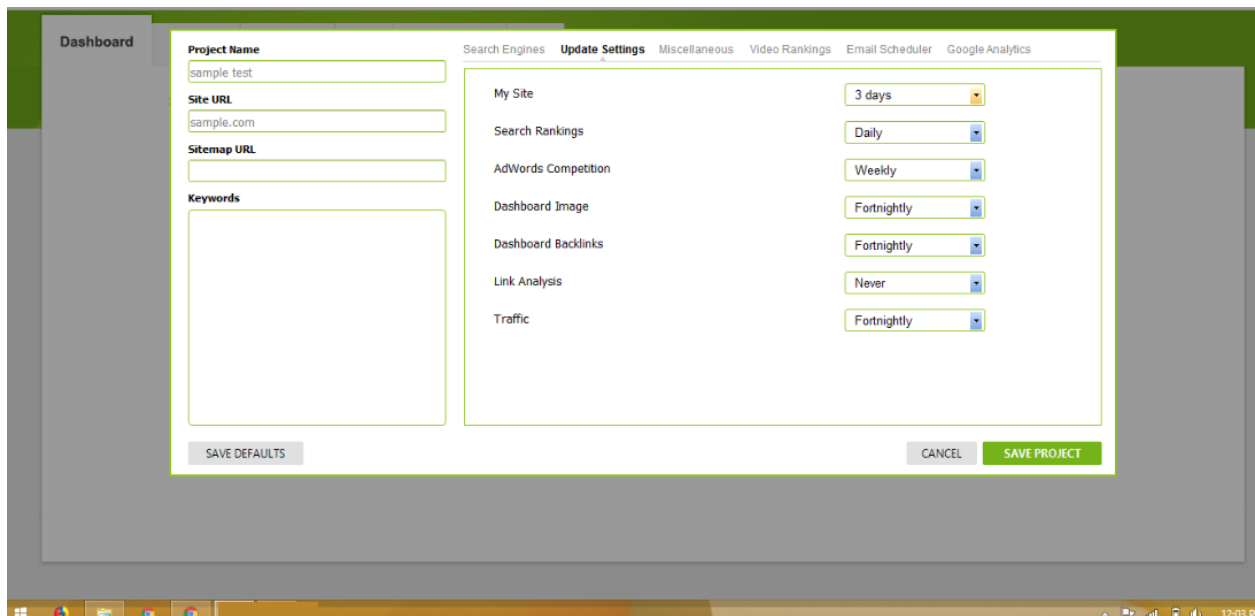 Dashboard
Project Name
sample test
Site URL
sample.com
Sitemap URL
Keywords
SAVE DEFAULTS
Search Engines Update Settings Miscellaneous Video Rankings Email Scheduler Google Analytics
My Site 3 days
Search Rankings Daily
AdWords Competition Weekly
Dashboard Image Fortnightly
Dashboard Backlinks Fortnightly
Link Analysis Never
Traffic Fortnightly
CANCEL SAVE PROJECT
12:03